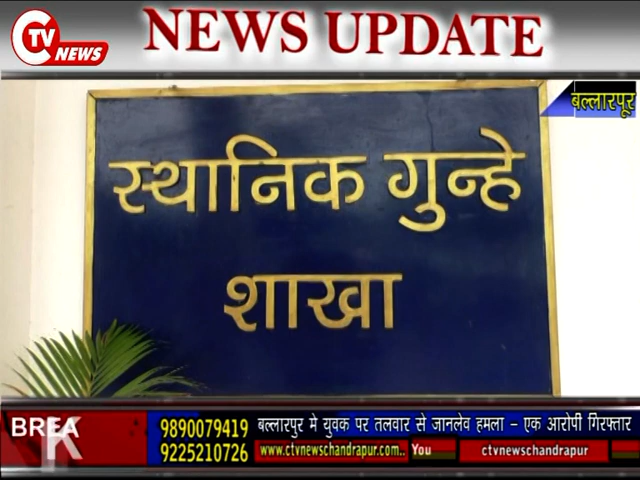 CTV NEWS
NEWS UPDATE
बल्लारपूर
स्थानिक गुन्हे
शाखा
BREA
K
9890079419
9225210726
बल्लारपुर मे युवक पर तलवार से जानलेव हमला - एक आरोपी गिरफ्तार
www.ctvnewschandrapur.com.. You
ctvnewschandrapur